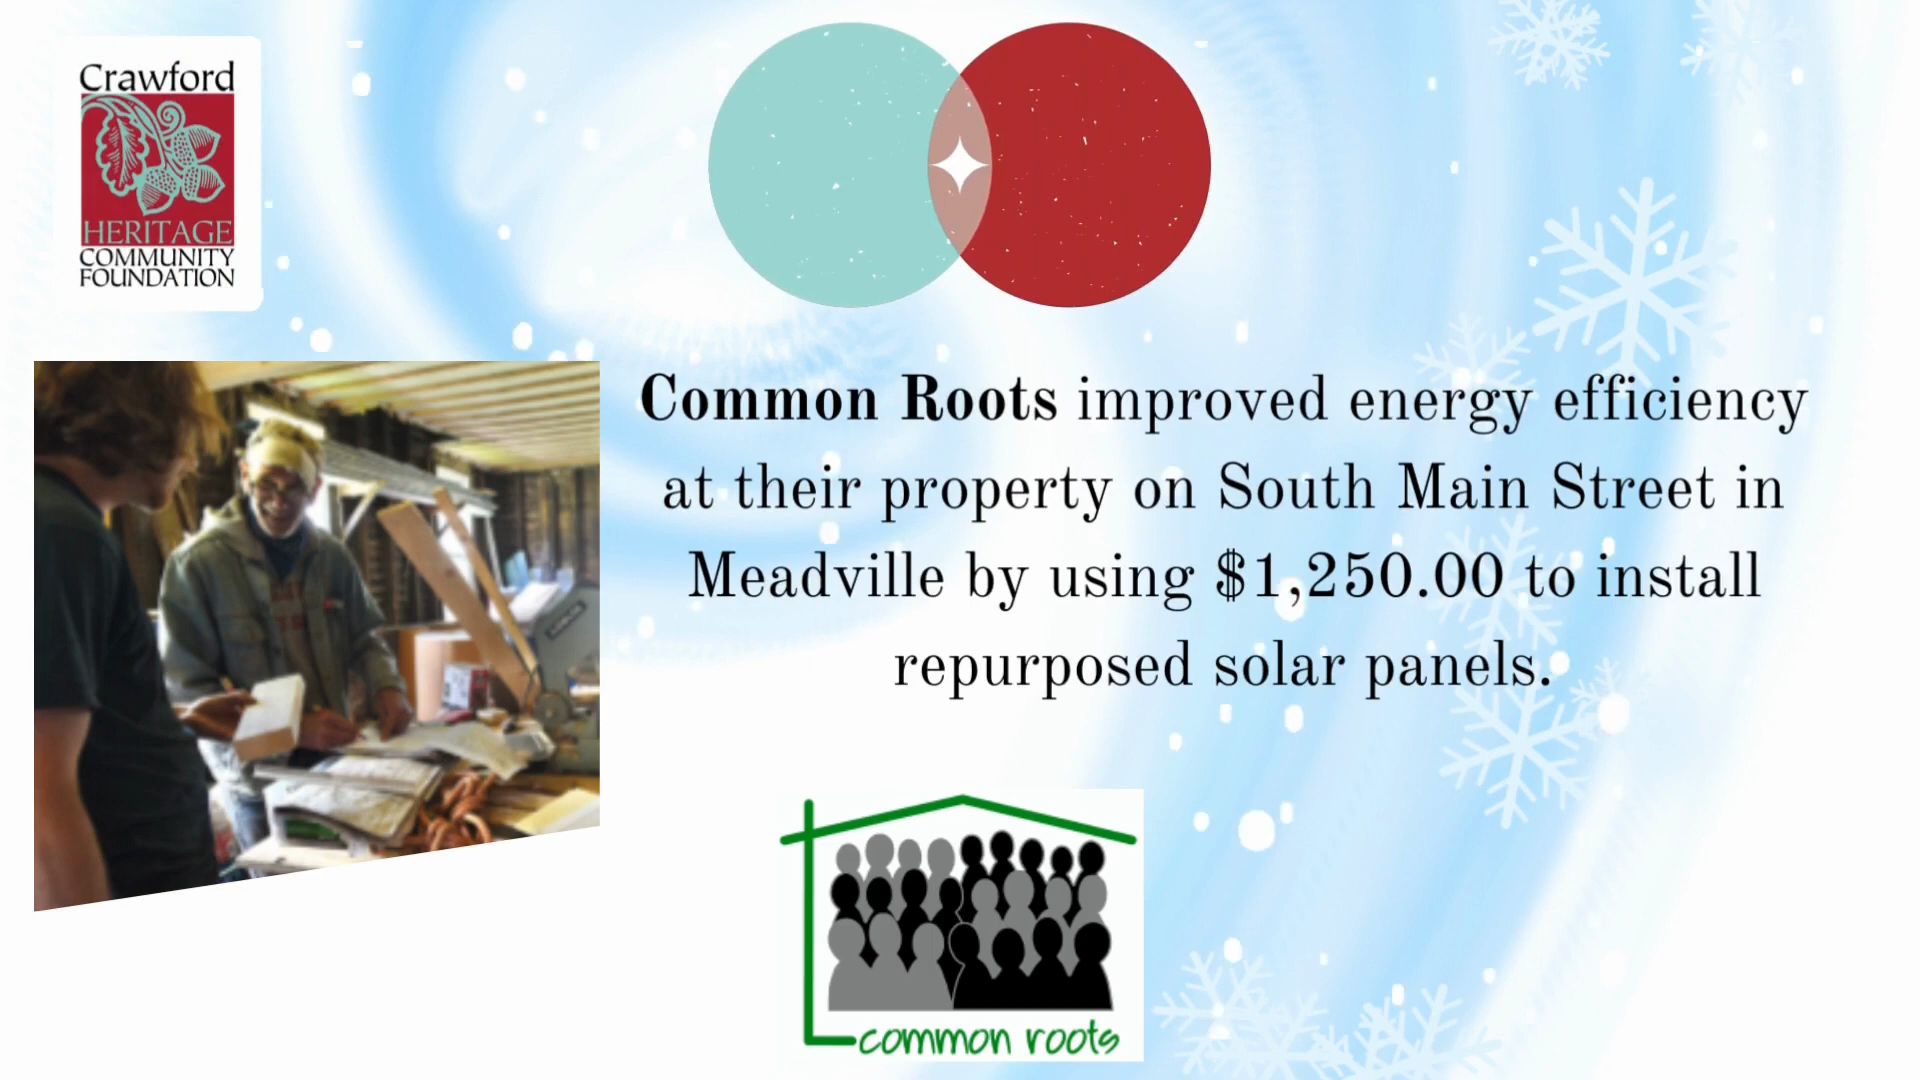 Crawford
HERITAGE
COMMUNITY
FOUNDATION
Common Roots improved energy efficiency
at their property on South Main Street in
Meadville by using $1,250.00 to install
repurposed solar panels.
common roots